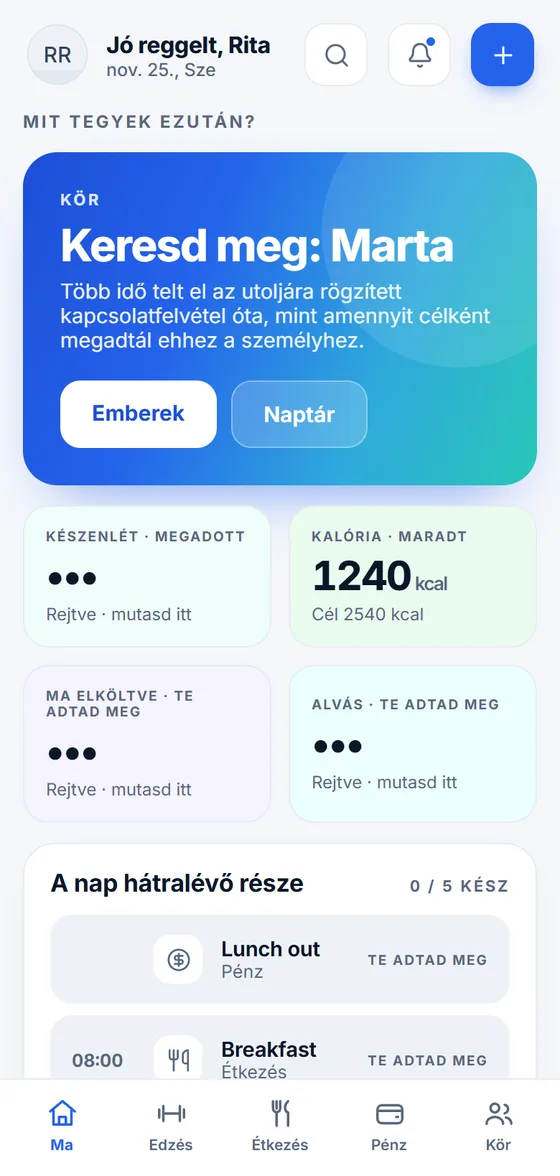 RR
Jó reggelt, Rita
nov. 25., Sze
MIT TEGYEK EZUTÁN?
KÖR
Keresd meg: Marta
Több idő telt el az utoljára rögzített
kapcsolatfelvétel óta, mint amennyit célként
megadtál ehhez a személyhez.
Emberek
Naptár
KÉSZENLÉT · MEGADOTT
●●●
Rejtve · mutasd itt
KALÓRIA · MARADT
1240 kcal
Cél 2540 kcal
MA ELKÖLTVE · TE
ADTAD MEG
●●●
Rejtve · mutasd itt
ALVÁS · TE ADTAD MEG
●●●
Rejtve · mutasd itt
A nap hátralévő része
0 / 5 KÉSZ
Lunch out
Pénz
TE ADTAD MEG
08:00
Breakfast
Étkezés
TE ADTAD MEG
Ma
Edzés
Étkezés
Pénz
Kör